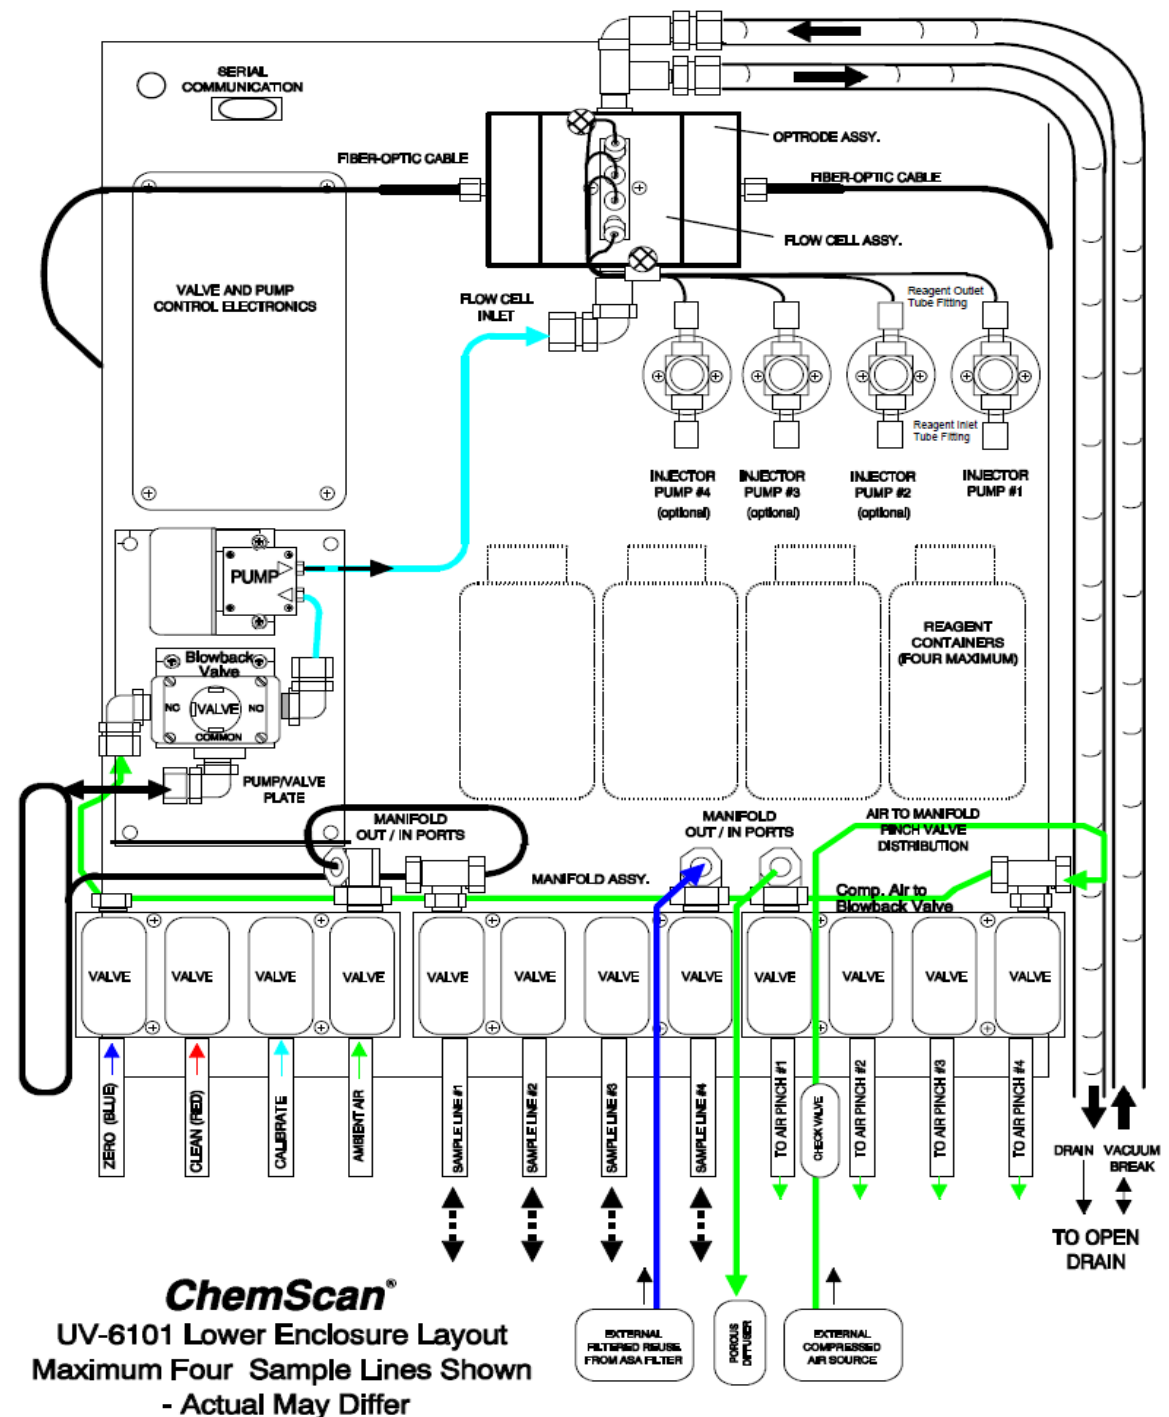 SERIAL
COMMUNICATION
OPTRODE ASSY.
FIBER-OPTIC CABLE
FIBER-OPTIC CABLE
FLOW CELL ASSY.
VALVE AND PUMP
CONTROL ELECTRONICS
FLOW CELL
INLET
Reagent Outlet
Tube Fitting
Reagent Inlet
Tube Fitting
INJECTOR
PUMP #4
(optional)
INJECTOR
PUMP #3
(optional)
INJECTOR
PUMP #2
(optional)
INJECTOR
PUMP #1
PUMP
REAGENT
CONTAINERS
(FOUR MAXIMUM)
Blowback
Valve
NC
VALVE
NO
COMMON
PUMP/VALVE
PLATE
MANIFOLD
OUT / IN PORTS
MANIFOLD
OUT / IN PORTS
AIR TO MANIFOLD
PINCH VALVE
DISTRIBUTION
MANIFOLD ASSY.
Comp. Air to
Blowback Valve
VALVE
VALVE
VALVE
VALVE
VALVE
VALVE
VALVE
VALVE
VALVE
VALVE
VALVE
VALVE
ZERO (BLUE)
CLEAN (RED)
CALIBRATE
AMBIENT AIR
SAMPLE LINE #1
SAMPLE LINE #2
SAMPLE LINE #3
SAMPLE LINE #4
TO AIR PINCH #1
CHECK VALVE
TO AIR PINCH #2
TO AIR PINCH #3
TO AIR PINCH #4
DRAIN
VACUUM
BREAK
TO OPEN
DRAIN
ChemScan®
UV-6101 Lower Enclosure Layout
Maximum Four Sample Lines Shown
- Actual May Differ
EXTERNAL
FILTERED REUSE
FROM ASA FILTER
POROUS
DIFFUSER
EXTERNAL
COMPRESSED
AIR SOURCE